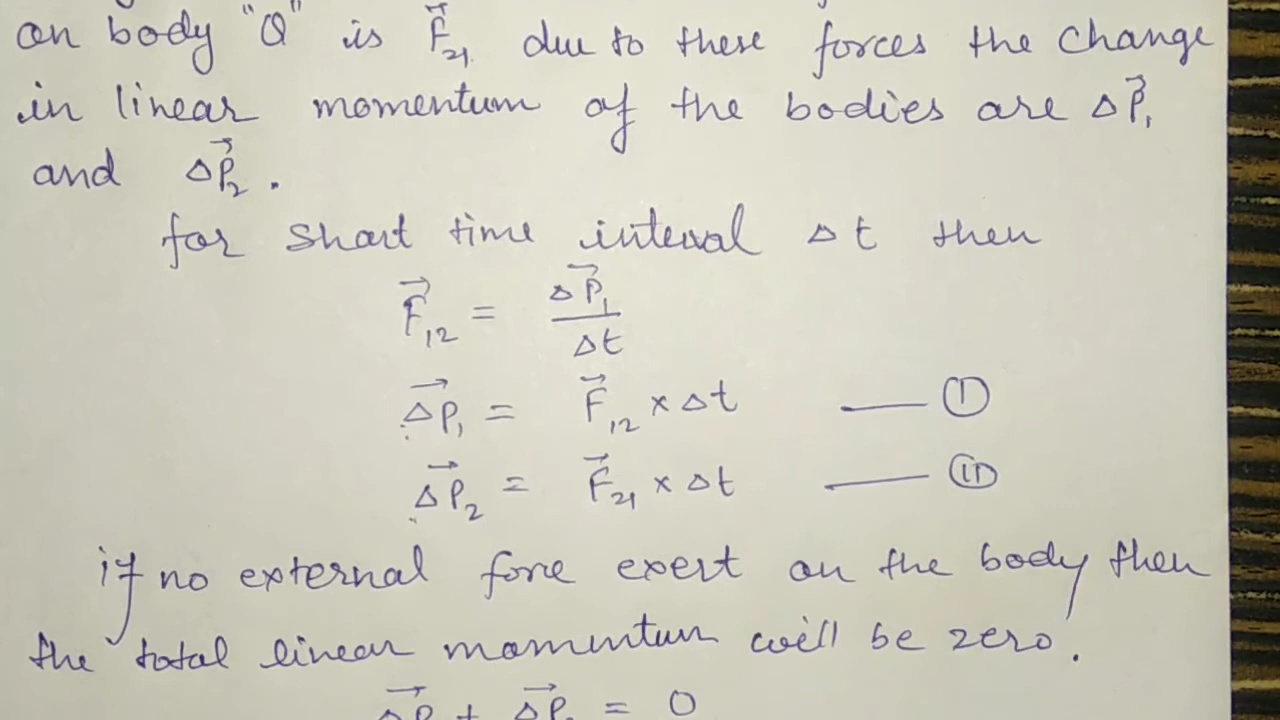 on body "Q" is F⃗₂₁ due to these forces the change
in linear momentum of the bodies are ΔP⃗₁
and ΔP⃗₂.
for short time interval Δt then
F⃗₁₂ = ΔP⃗₁ / Δt
ΔP⃗₁ = F⃗₁₂ × Δt —— (I)
ΔP⃗₂ = F⃗₂₁ × Δt —— (II)
if no external force exert on the body then
the total linear momentum will be zero.
ΔP⃗ + ΔP⃗ = 0